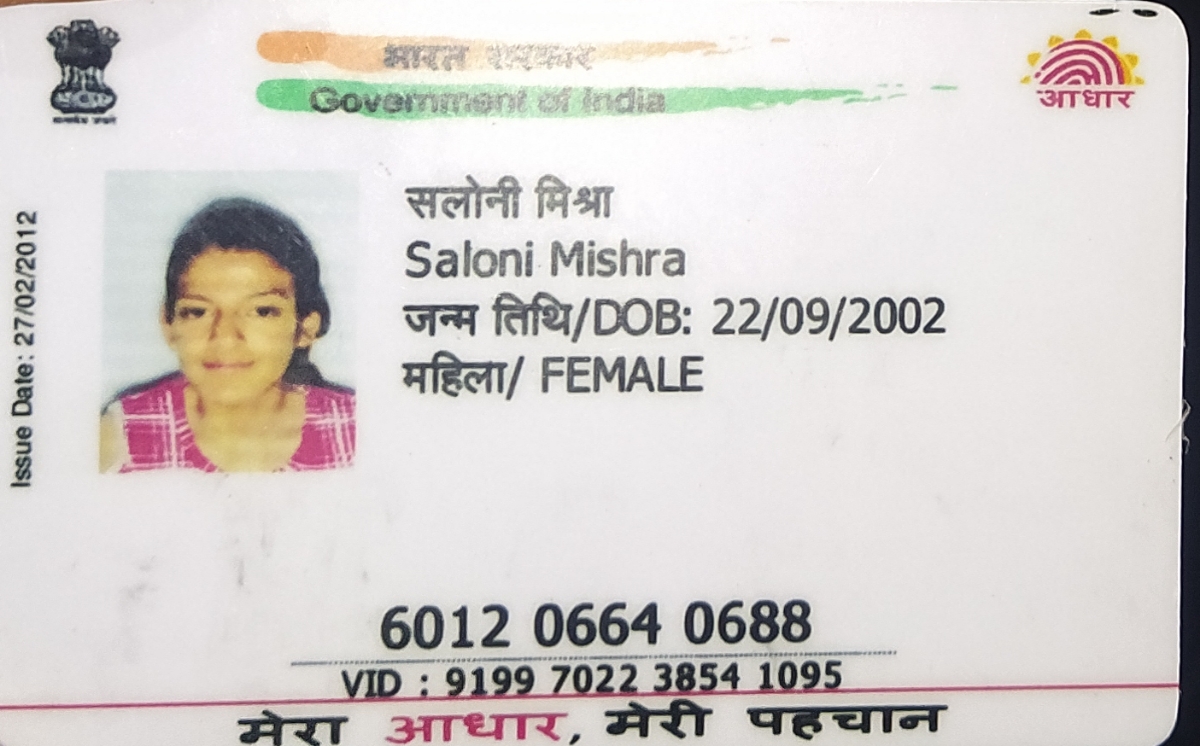 भारत सरकार
Government of India
आधार
Issue Date: 27/02/2012
सलोनी मिश्रा
Saloni Mishra
जन्म तिथि/DOB: 22/09/2002
महिला/ FEMALE
6012 0664 0688
VID : 9199 7022 3854 1095
मेरा आधार, मेरी पहचान